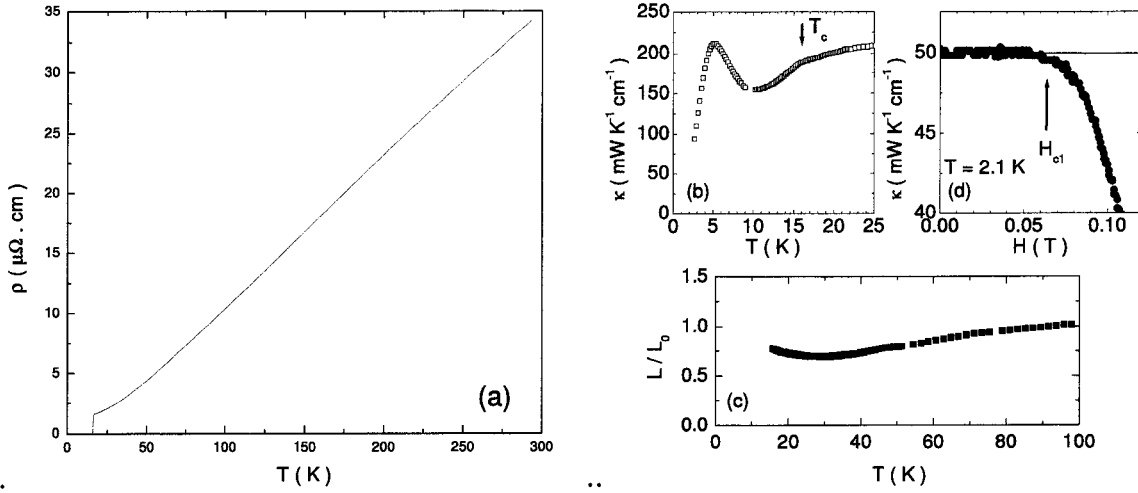 35
30
25
20
15
10
5
0
ρ ( μΩ . cm )
(a)
0 50 100 150 200 250 300
T ( K )
250
200
150
100
50
0
κ ( mW K⁻¹ cm⁻¹ )
T_c
(b)
0 5 10 15 20 25
T ( K )
50
45
40
κ ( mW K⁻¹ cm⁻¹ )
H_c1
T = 2.1 K
(d)
0.00 0.05 0.10
H ( T )
1.5
1.0
0.5
0.0
L / L₀
(c)
0 20 40 60 80 100
T ( K )